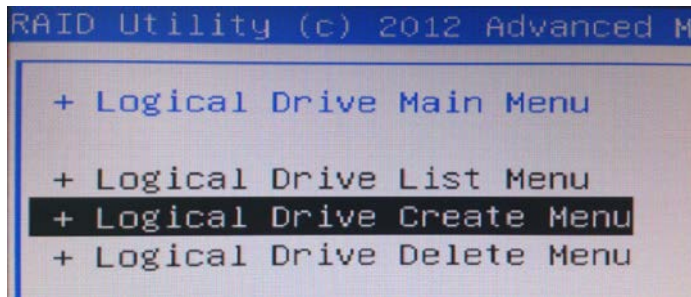 RAID Utility (c) 2012 Advanced M
+ Logical Drive Main Menu
+ Logical Drive List Menu
+ Logical Drive Create Menu
+ Logical Drive Delete Menu